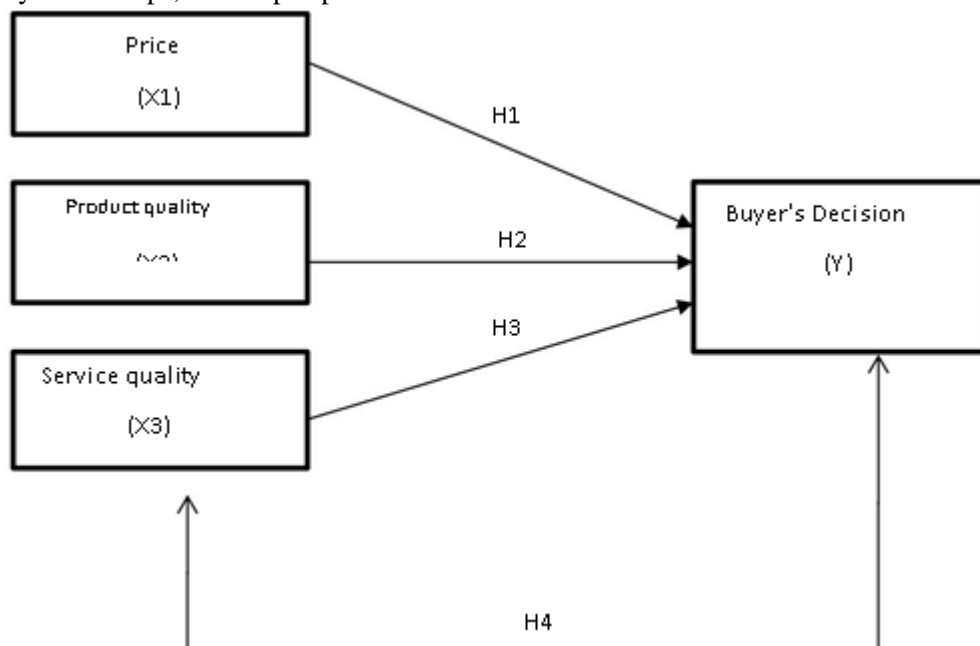 Price
(X1)
H1
Product quality
H2
Buyer's Decision
(Y)
H3
Service quality
(X3)
H4